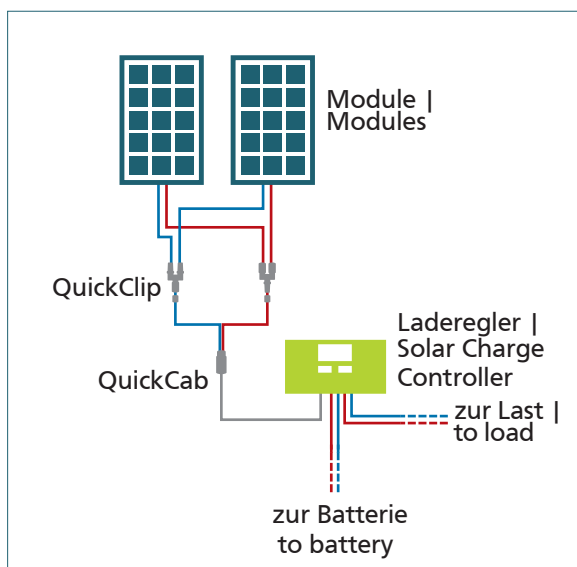 Module |
Modules
QuickClip
Laderegler |
Solar Charge
Controller
QuickCab
zur Last |
to load
zur Batterie
to battery